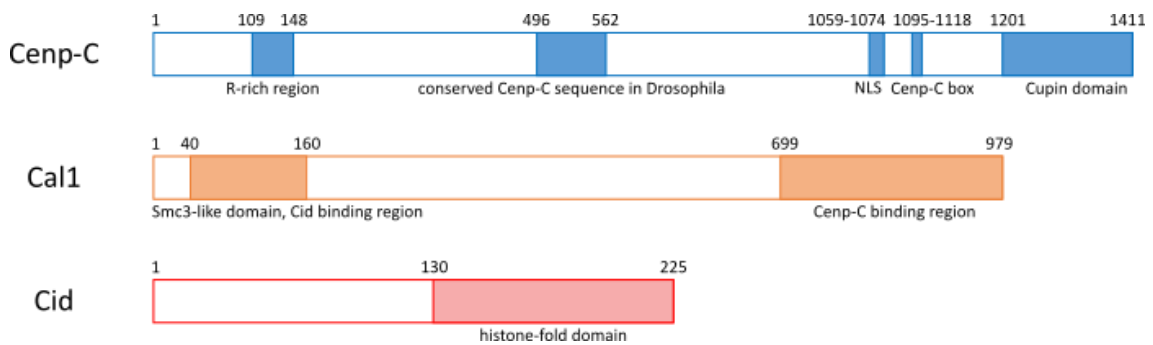 1 109 148 496 562 1059-1074 1095-1118 1201 1411
Cenp-C
R-rich region conserved Cenp-C sequence in Drosophila NLS Cenp-C box Cupin domain
1 40 160 699 979
Cal1
Smc3-like domain, Cid binding region Cenp-C binding region
1 130 225
Cid
histone-fold domain